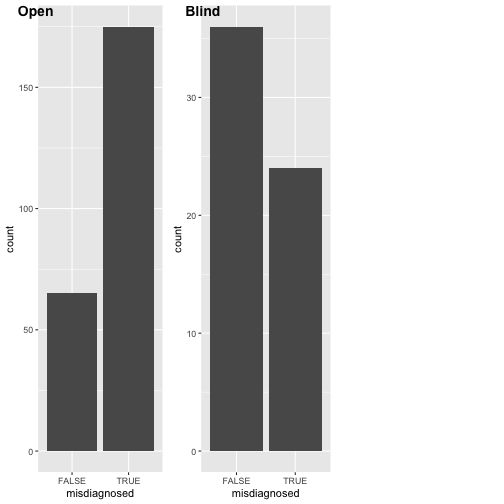 Open
count
150
100
50
0
FALSE TRUE
misdiagnosed
Blind
count
30
20
10
0
FALSE TRUE
misdiagnosed